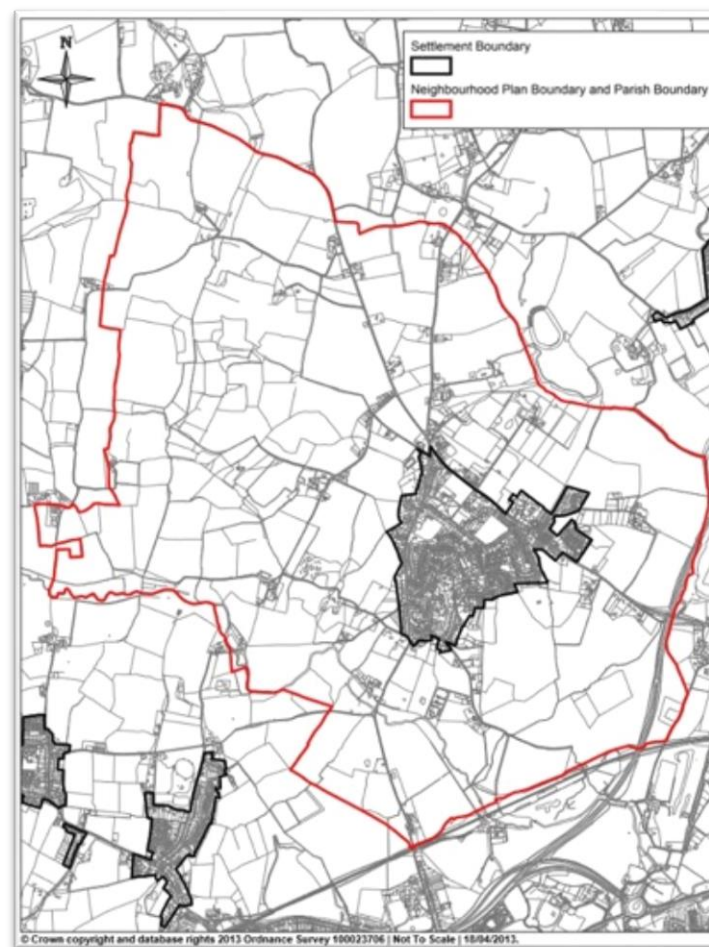 N
Settlement Boundary
Neighbourhood Plan Boundary and Parish Boundary
© Crown copyright and database rights 2013 Ordnance Survey 100023706 | Not To Scale | 18/04/2013.